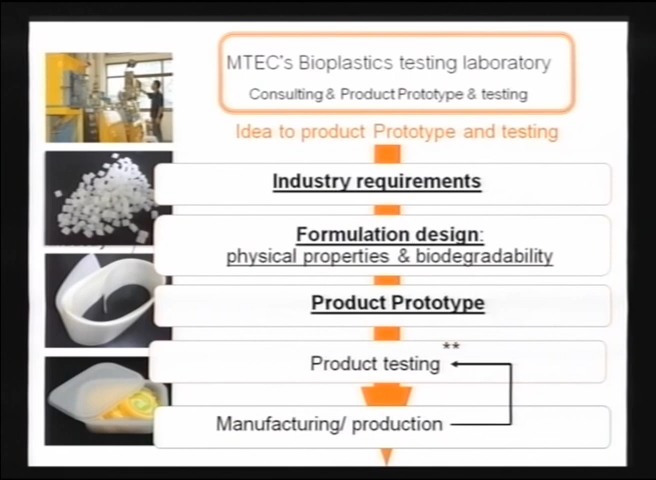 MTEC's Bioplastics testing laboratory
Consulting & Product Prototype & testing
Idea to product Prototype and testing
Industry requirements
Formulation design:
physical properties & biodegradability
Product Prototype
**
Product testing
Manufacturing/ production